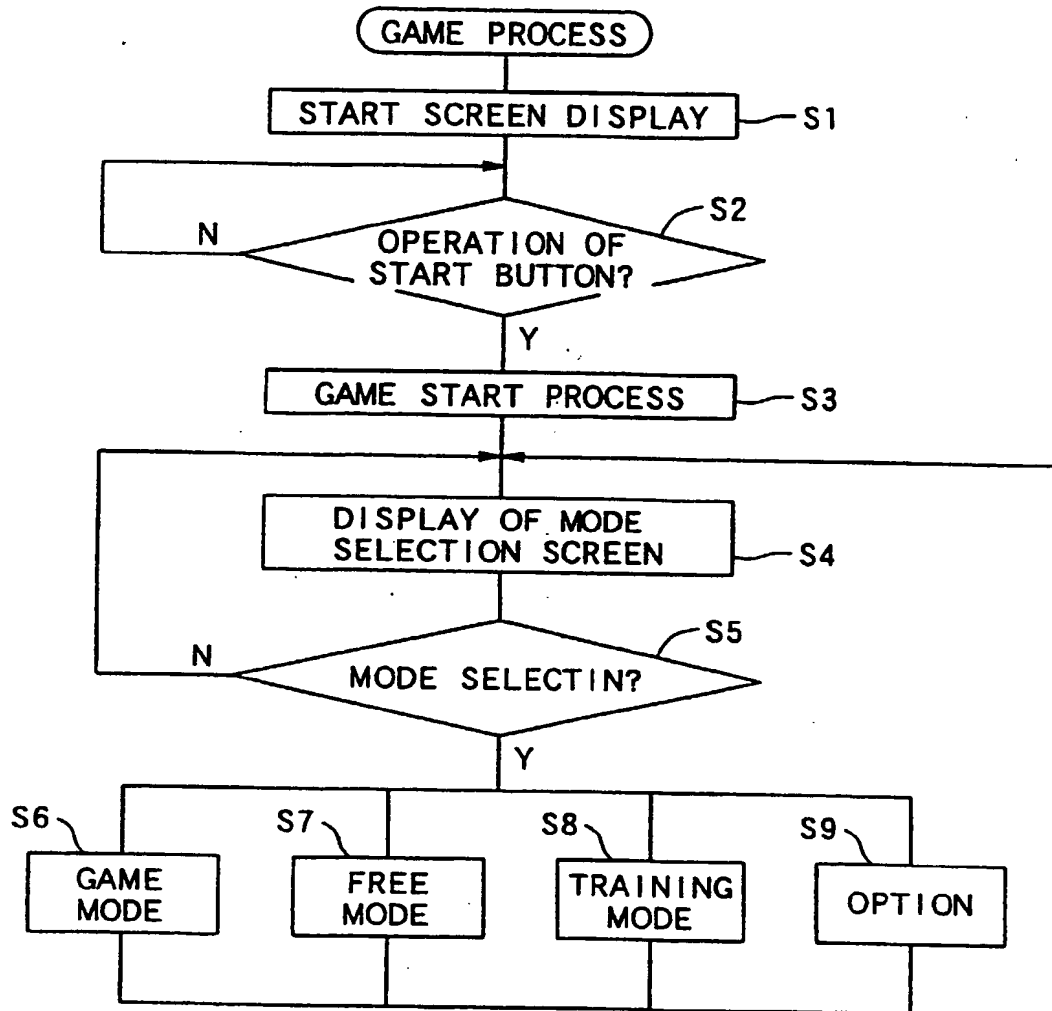 GAME PROCESS
START SCREEN DISPLAY
S1
S2
N
OPERATION OF
START BUTTON?
Y
GAME START PROCESS
S3
DISPLAY OF MODE
SELECTION SCREEN
S4
S5
N
MODE SELECTIN?
Y
S6
S7
S8
S9
GAME
MODE
FREE
MODE
TRAINING
MODE
OPTION